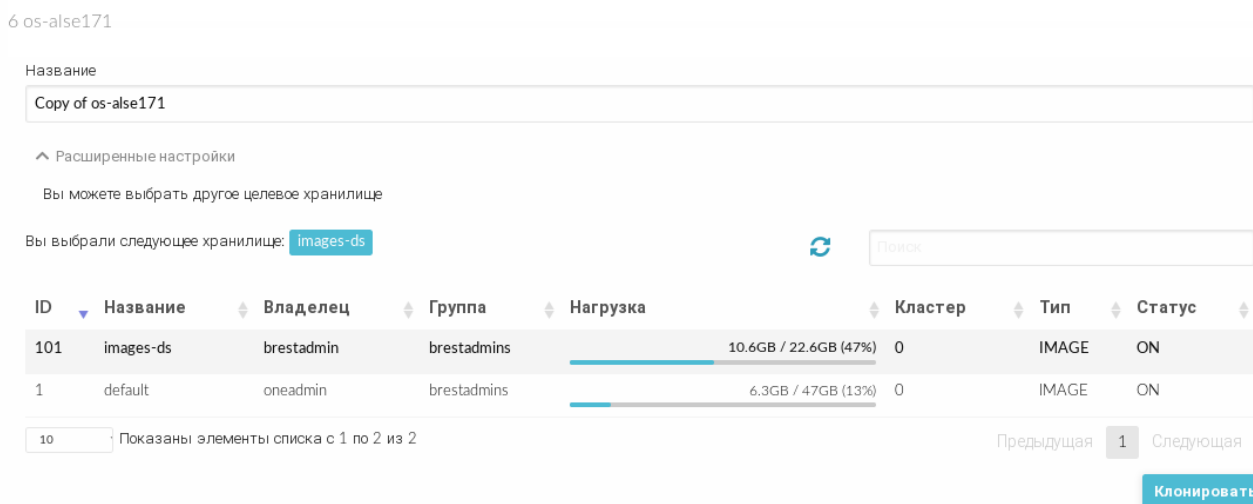 6 os-alse171
Название
Copy of os-alse171
Расширенные настройки
Вы можете выбрать другое целевое хранилище
Вы выбрали следующее хранилище: images-ds
Поиск
ID Название Владелец Группа Нагрузка Кластер Тип Статус
101 images-ds brestadmin brestadmins 10.6GB / 22.6GB (47%) 0 IMAGE ON
1 default oneadmin brestadmins 6.3GB / 47GB (13%) 0 IMAGE ON
10 Показаны элементы списка с 1 по 2 из 2 Предыдущая 1 Следующая
Клонировать